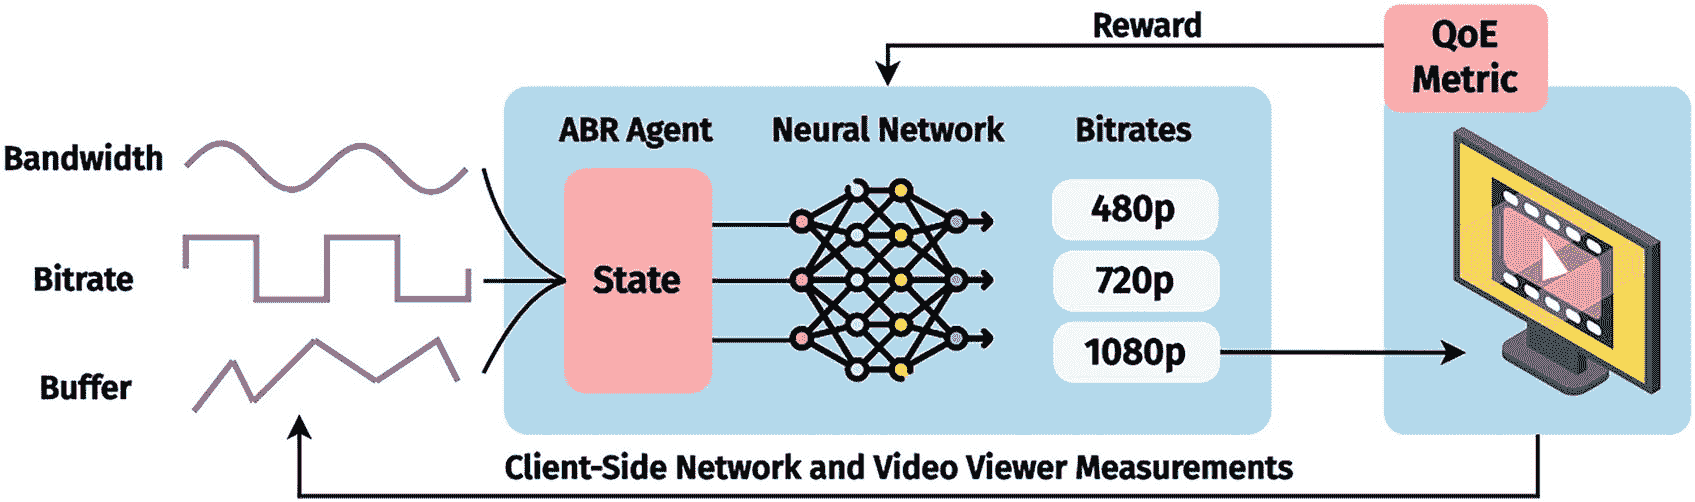 Reward
QoE
Metric
ABR Agent
Neural Network
Bitrates
Bandwidth
Bitrate
Buffer
State
480p
720p
1080p
Client-Side Network and Video Viewer Measurements